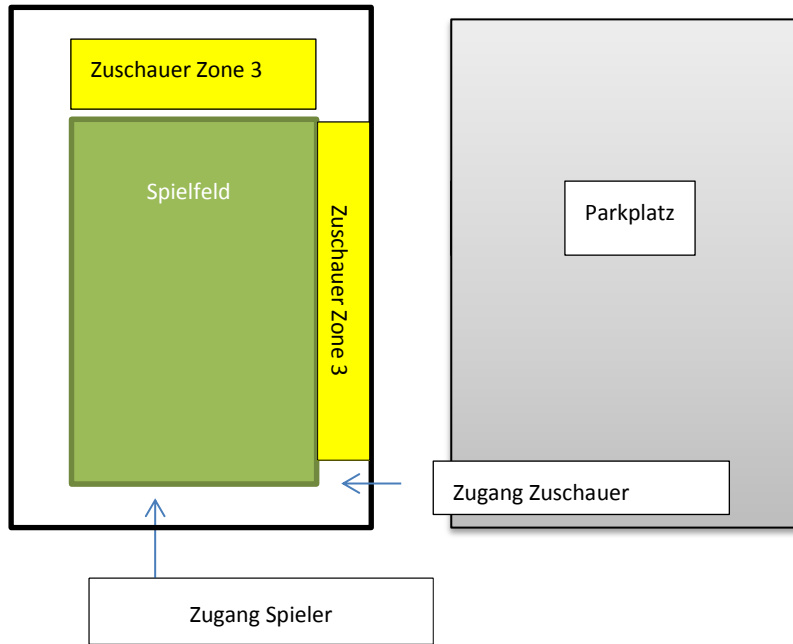 Zuschauer Zone 3
Spielfeld
Zuschauer Zone 3
Parkplatz
Zugang Zuschauer
Zugang Spieler